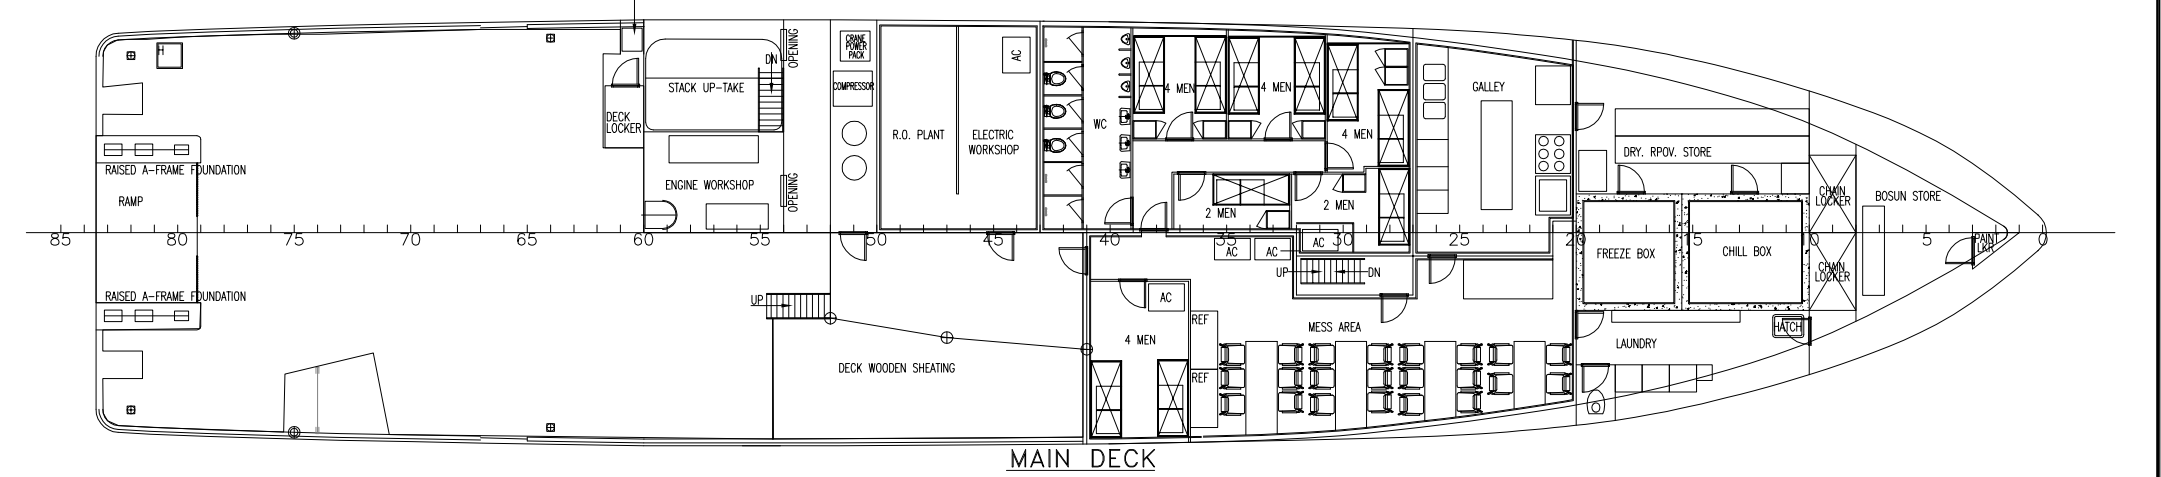 H
OPENING
CRANE
POWER
PACK
AC
DN
STACK UP-TAKE
COMPRESSOR
4 MEN
4 MEN
GALLEY
DECK
LOCKER
R.O. PLANT
ELECTRIC
WORKSHOP
WC
4 MEN
DRY. RPOV. STORE
RAISED A-FRAME FOUNDATION
ENGINE WORKSHOP
OPENING
RAMP
2 MEN
2 MEN
CHAIN
LOCKER
BOSUN STORE
85 80 75 70 65 60 55 50 45 40 35 30 25 20 15 10 5 0
AC
AC
AC
FREEZE BOX
CHILL BOX
PAINT
LKR
CHAIN
LOCKER
UP
DN
RAISED A-FRAME FOUNDATION
UP
AC
REF
MESS AREA
HATCH
4 MEN
LAUNDRY
DECK WOODEN SHEATING
REF
MAIN DECK